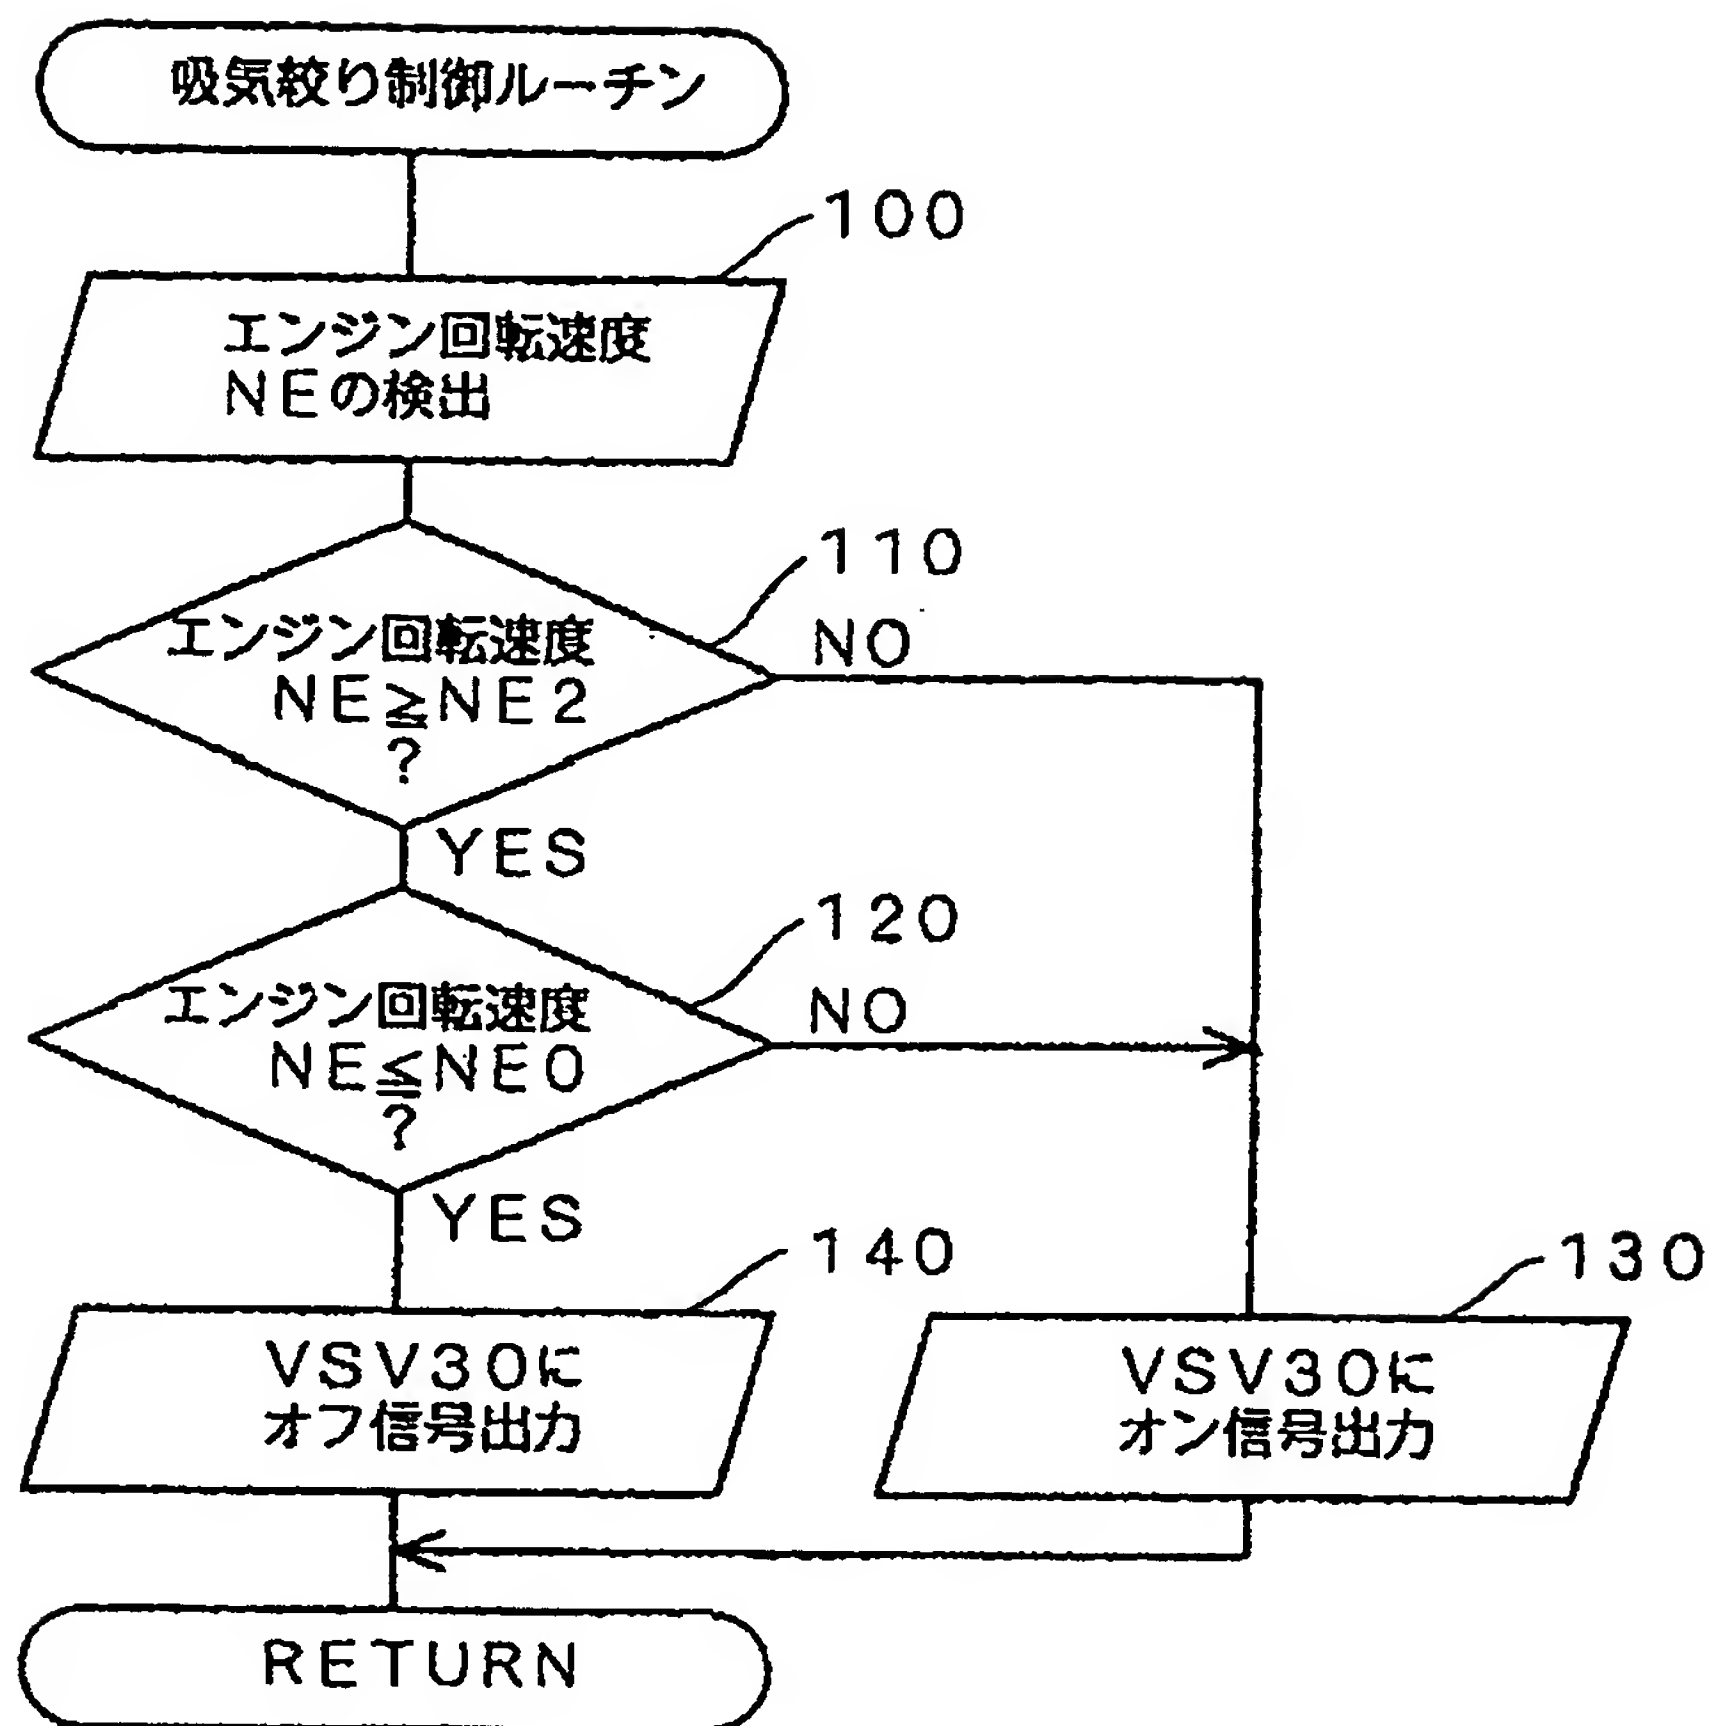 吸気絞り制御ルーチン
100
エンジン回転速度
NEの検出
110
エンジン回転速度
NE≧NE2
?
NO
YES
120
エンジン回転速度
NE≦NE0
?
NO
YES
140
VSV30に
オフ信号出力
130
VSV30に
オン信号出力
RETURN